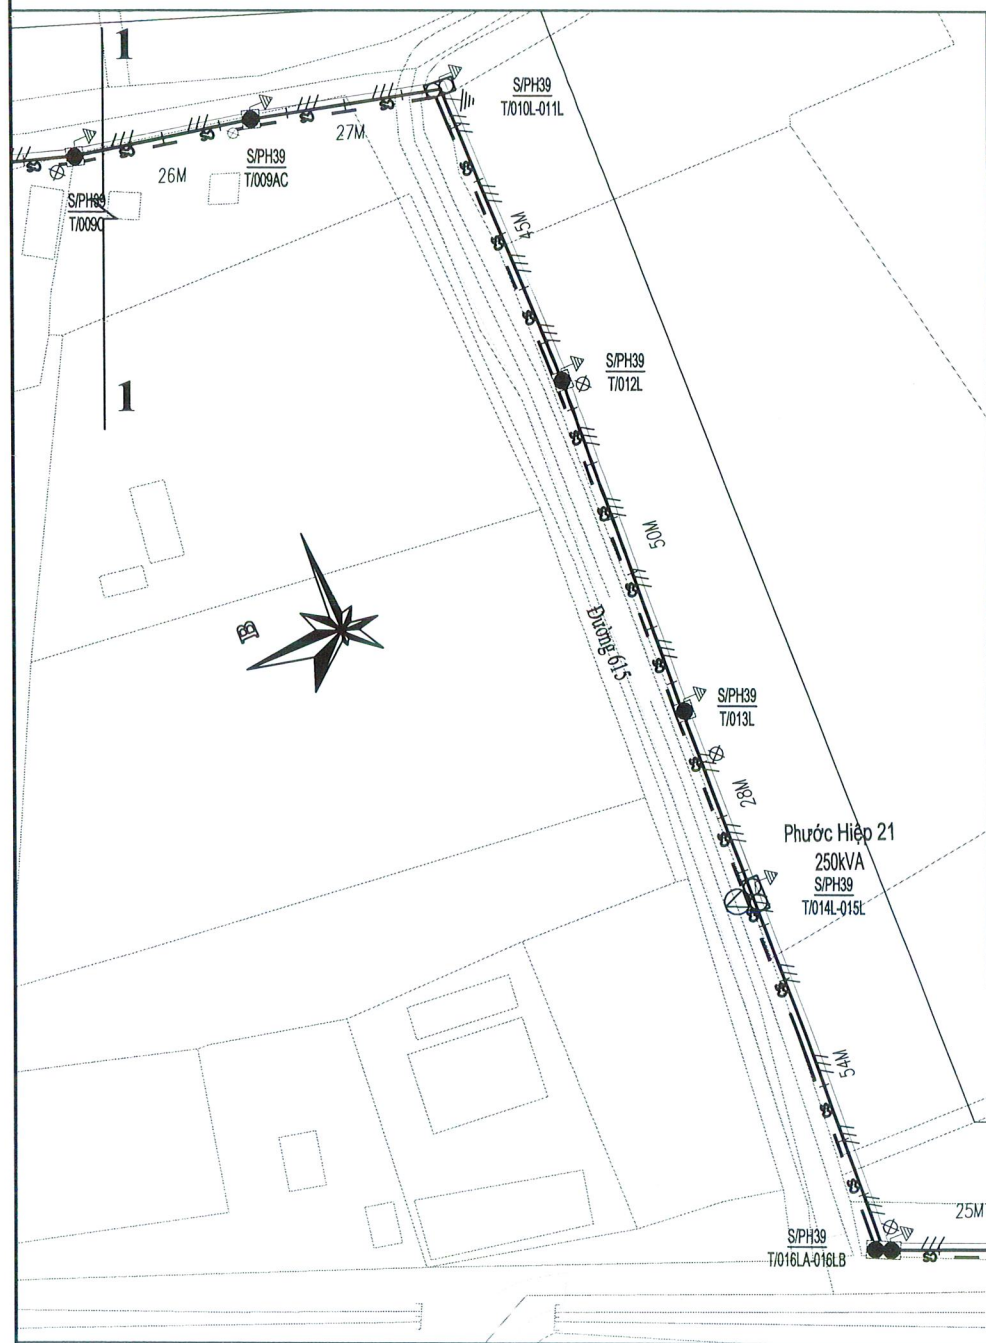 1
S/PH39
T/010L-011L
27M
S/PH39
T/009AC
26M
S/PH39
T/009C
45M
S/PH39
T/012L
1
50M
B
Đường 615
S/PH39
T/013L
28M
Phước Hiệp 21
250kVA
S/PH39
T/014L-015L
54M
25M
S/PH39
T/016LA-016LB